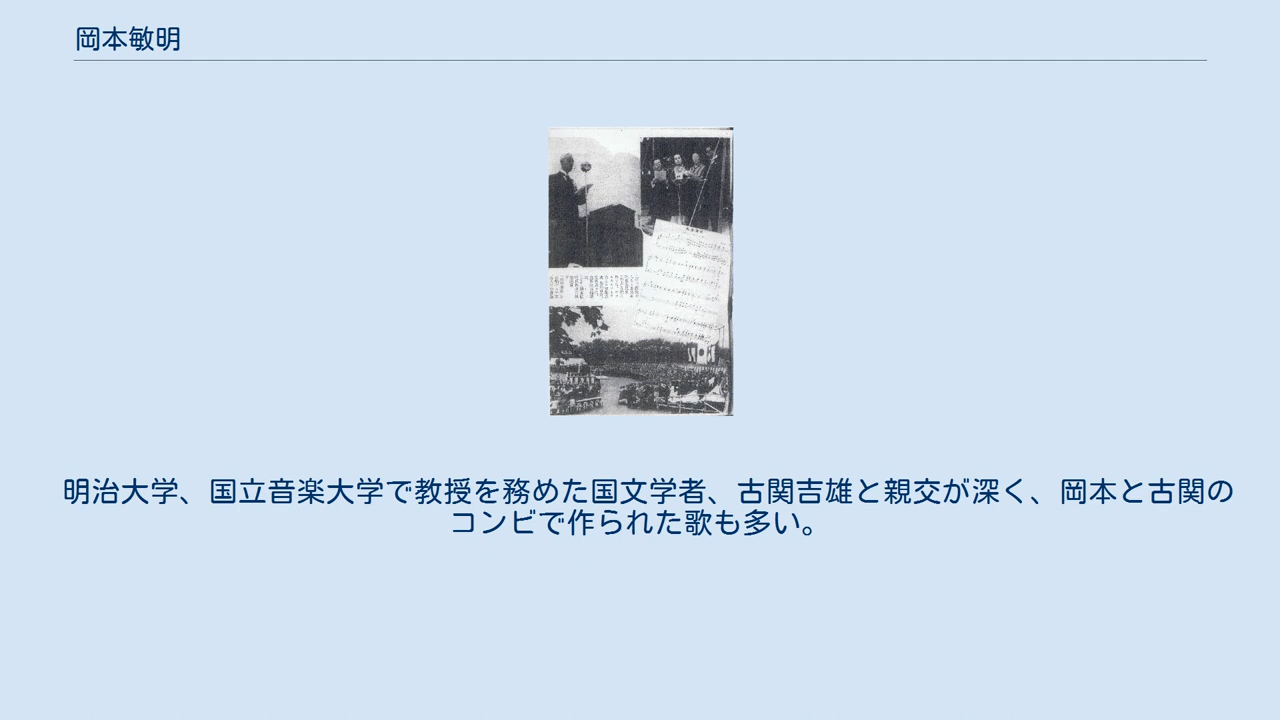 岡本敏明
明治大学、国立音楽大学で教授を務めた国文学者、古関吉雄と親交が深く、岡本と古関の
コンビで作られた歌も多い。